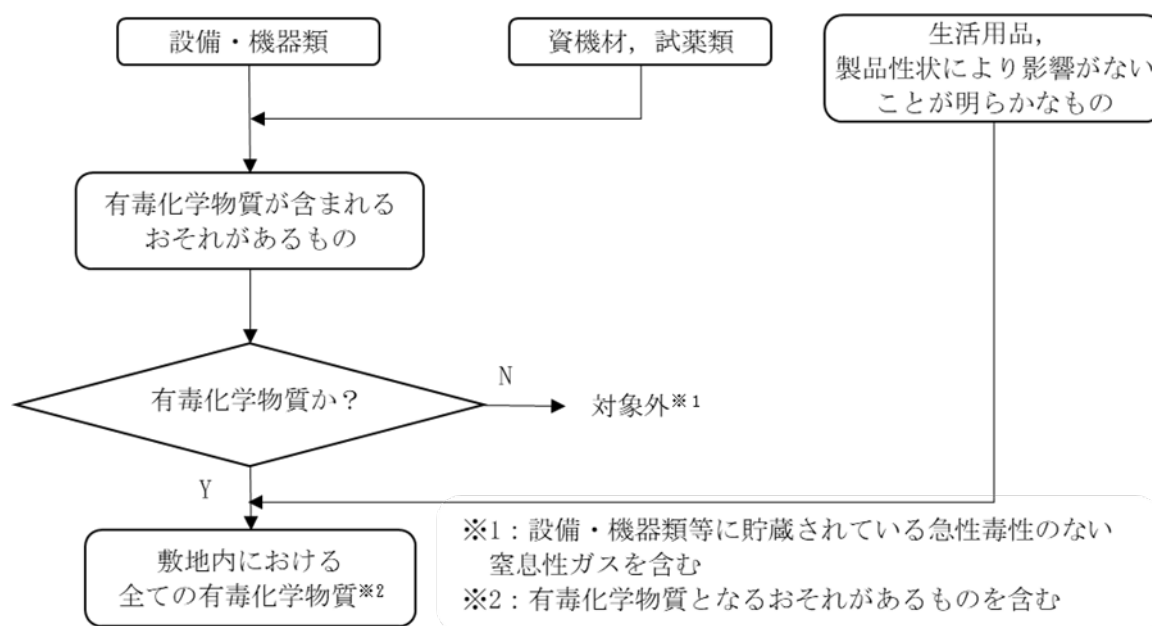 設備・機器類
資機材，試薬類
生活用品，
製品性状により影響がない
ことが明らかなもの
有毒化学物質が含まれる
おそれがあるもの
有毒化学物質か？
N
対象外※1
Y
敷地内における
全ての有毒化学物質※2
※1：設備・機器類等に貯蔵されている急性毒性のない
窒息性ガスを含む
※2：有毒化学物質となるおそれがあるものを含む